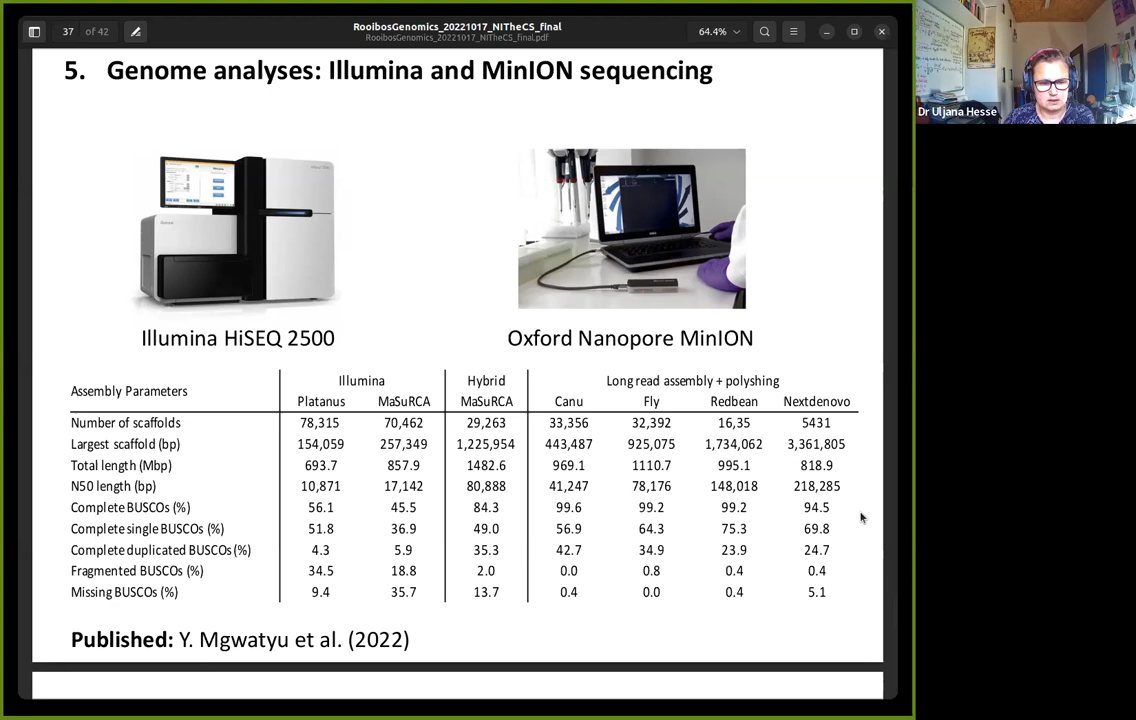 RooibosGenomics_20221017_NITheCS_final
RooibosGenomics_20221017_NITheCS_final.pdf
37 of 42
64.4%
Dr Uljana Hesse
5. Genome analyses: Illumina and MinION sequencing
Illumina HiSEQ 2500
Oxford Nanopore MinION
Assembly Parameters Illumina Hybrid Long read assembly + polyshing
Platanus MaSuRCA MaSuRCA Canu Fly Redbean Nextdenovo
Number of scaffolds 78,315 70,462 29,263 33,356 32,392 16,35 5431
Largest scaffold (bp) 154,059 257,349 1,225,954 443,487 925,075 1,734,062 3,361,805
Total length (Mbp) 693.7 857.9 1482.6 969.1 1110.7 995.1 818.9
N50 length (bp) 10,871 17,142 80,888 41,247 78,176 148,018 218,285
Complete BUSCOs (%) 56.1 45.5 84.3 99.6 99.2 99.2 94.5
Complete single BUSCOs (%) 51.8 36.9 49.0 56.9 64.3 75.3 69.8
Complete duplicated BUSCOs (%) 4.3 5.9 35.3 42.7 34.9 23.9 24.7
Fragmented BUSCOs (%) 34.5 18.8 2.0 0.0 0.8 0.4 0.4
Missing BUSCOs (%) 9.4 35.7 13.7 0.4 0.0 0.4 5.1
Published: Y. Mgwatyu et al. (2022)